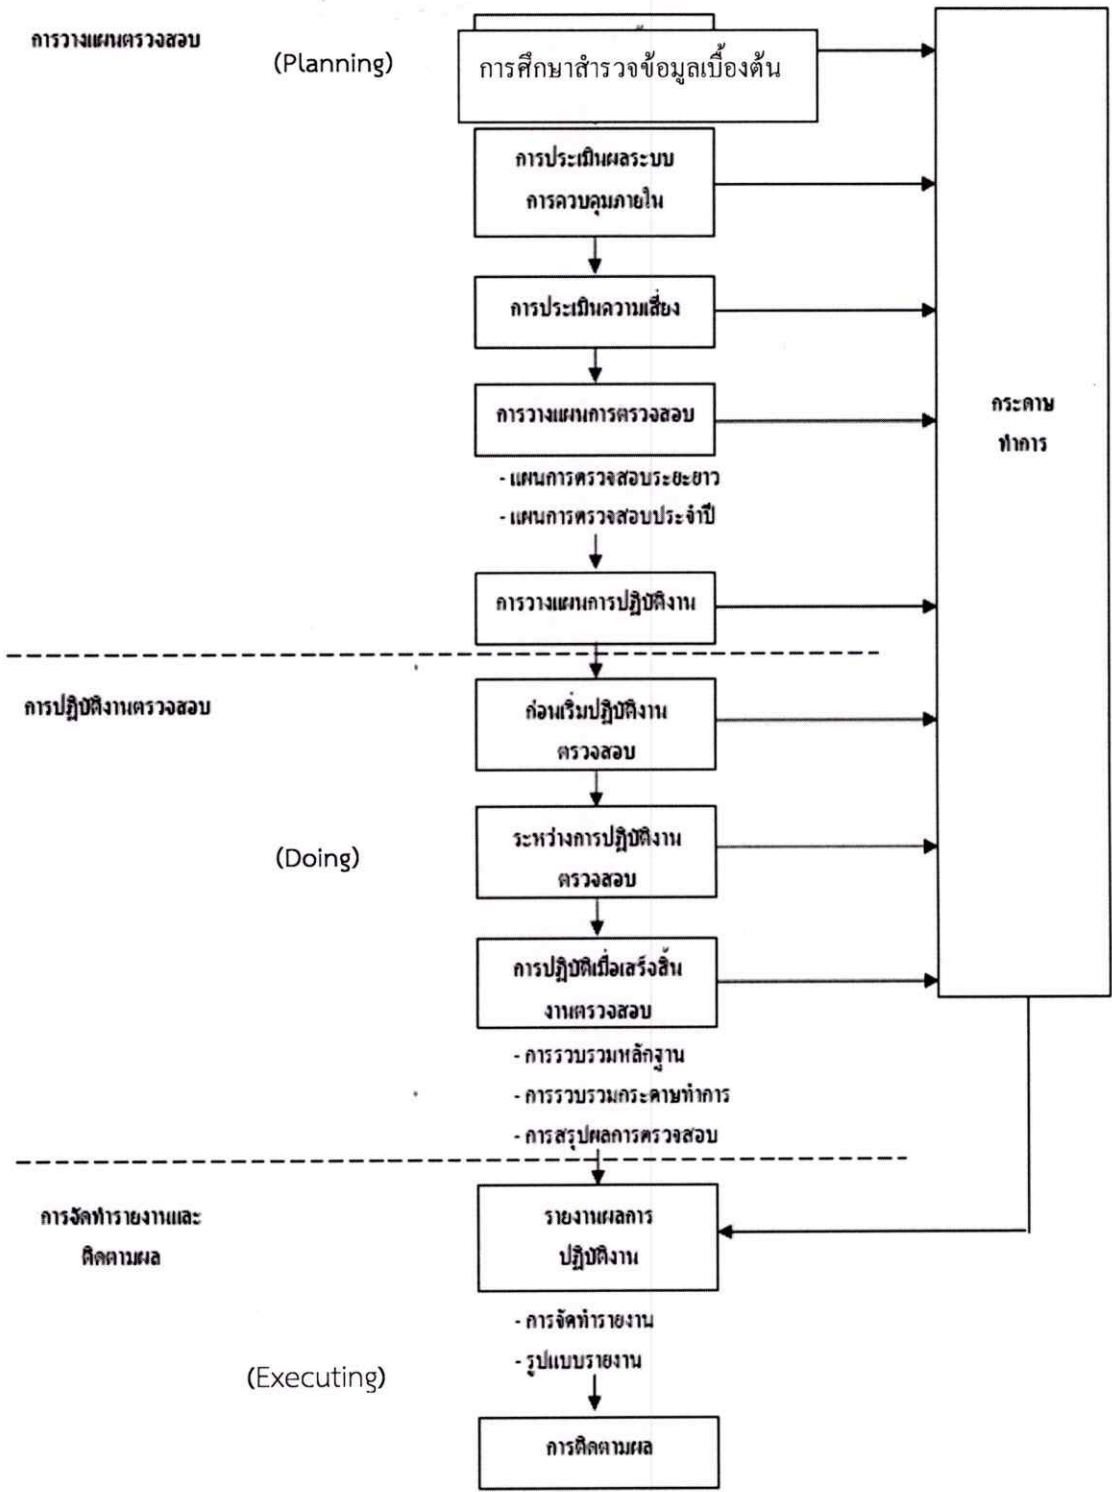 การวางแผนตรวจสอบ
(Planning)
การศึกษาสำรวจข้อมูลเบื้องต้น
การประเมินผลระบบ
การควบคุมภายใน
การประเมินความเสี่ยง
การวางแผนการตรวจสอบ
- แผนการตรวจสอบระยะยาว
- แผนการตรวจสอบประจำปี
การวางแผนการปฏิบัติงาน
กระดาษ
ทำการ
การปฏิบัติงานตรวจสอบ
(Doing)
ก่อนเริ่มปฏิบัติงาน
ตรวจสอบ
ระหว่างการปฏิบัติงาน
ตรวจสอบ
การปฏิบัติเมื่อเสร็จสิ้น
งานตรวจสอบ
- การรวบรวมหลักฐาน
- การรวบรวมกระดาษทำการ
- การสรุปผลการตรวจสอบ
การจัดทำรายงานและ
ติดตามผล
(Executing)
รายงานผลการ
ปฏิบัติงาน
- การจัดทำรายงาน
- รูปแบบรายงาน
การติดตามผล